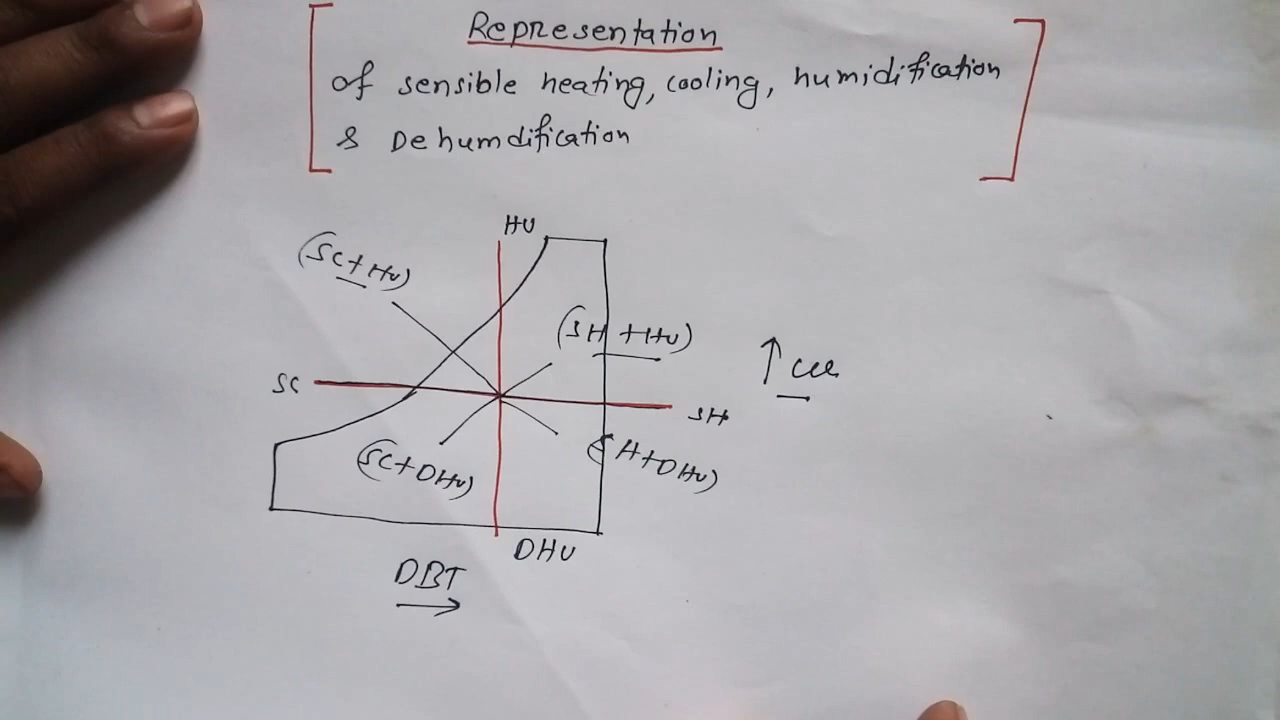 Representation
of sensible heating, cooling, humidification
& Dehumdification
HU
(SC+HU)
(SH+HU)
SC
SH
(SC+DHU)
(SH+DHU)
DHU
DBT